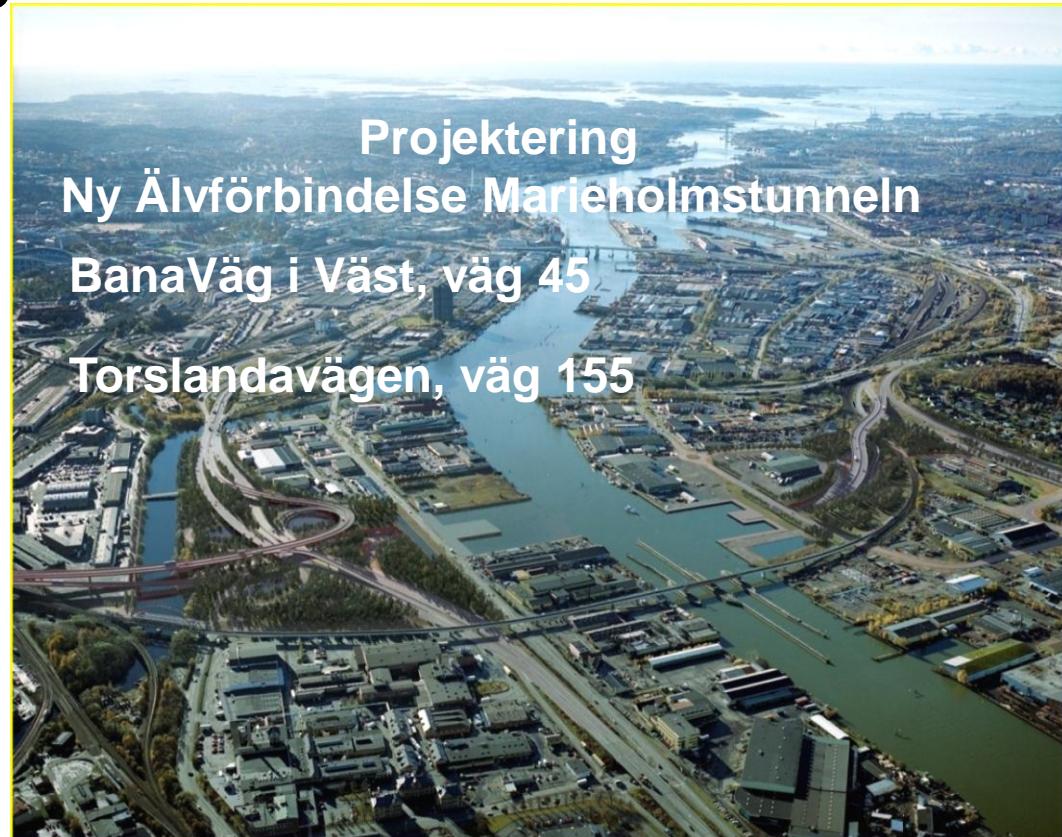 Projektering
Ny Älvförbindelse Marieholmstunneln
BanaVäg i Väst, väg 45
Torslandavägen, väg 155